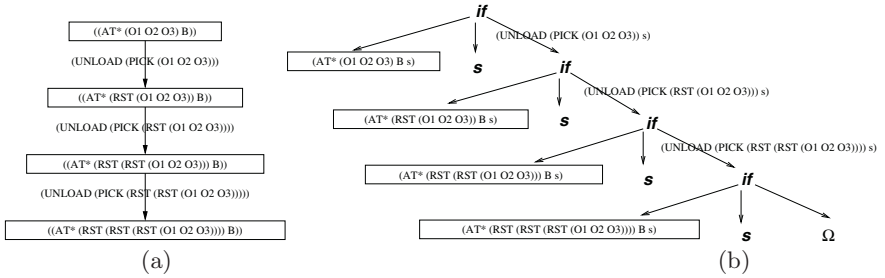 ((AT* (O1 O2 O3) B))
(UNLOAD (PICK (O1 O2 O3)))
((AT* (RST (O1 O2 O3)) B))
(UNLOAD (PICK (RST (O1 O2 O3))))
((AT* (RST (RST (O1 O2 O3))) B))
(UNLOAD (PICK (RST (RST (O1 O2 O3)))))
((AT* (RST (RST (RST (O1 O2 O3)))) B))
(a)
if
(UNLOAD (PICK (O1 O2 O3)) s)
(AT* (O1 O2 O3) B s)
s
if
(UNLOAD (PICK (RST (O1 O2 O3))) s)
(AT* (RST (O1 O2 O3)) B s)
s
if
(UNLOAD (PICK (RST (RST (O1 O2 O3)))) s)
(AT* (RST (RST (O1 O2 O3))) B s)
s
if
(AT* (RST (RST (RST (O1 O2 O3)))) B s)
s
Ω
(b)